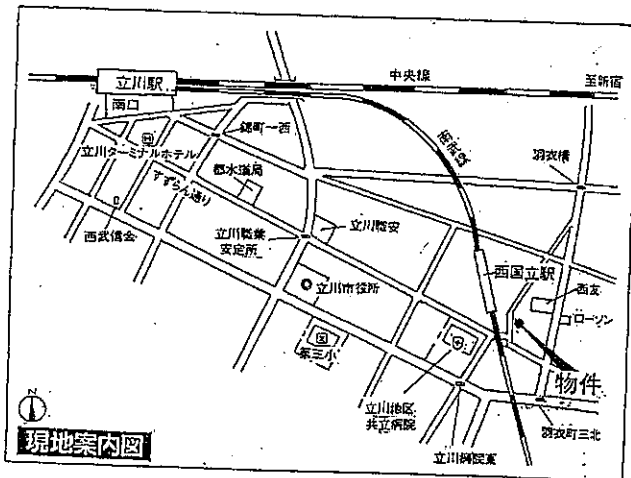 中央線
至新宿
立川駅
南口
錦町一西
南武線
羽衣橋
立川ターミナルホテル
都水道局
すずらん通り
西武信金
立川職業
安定所
立川職安
西国立駅
立川市役所
西友
ローソン
第三小
物件
立川地区
共立病院
羽衣町三北
立川病院東
N
現地案内図